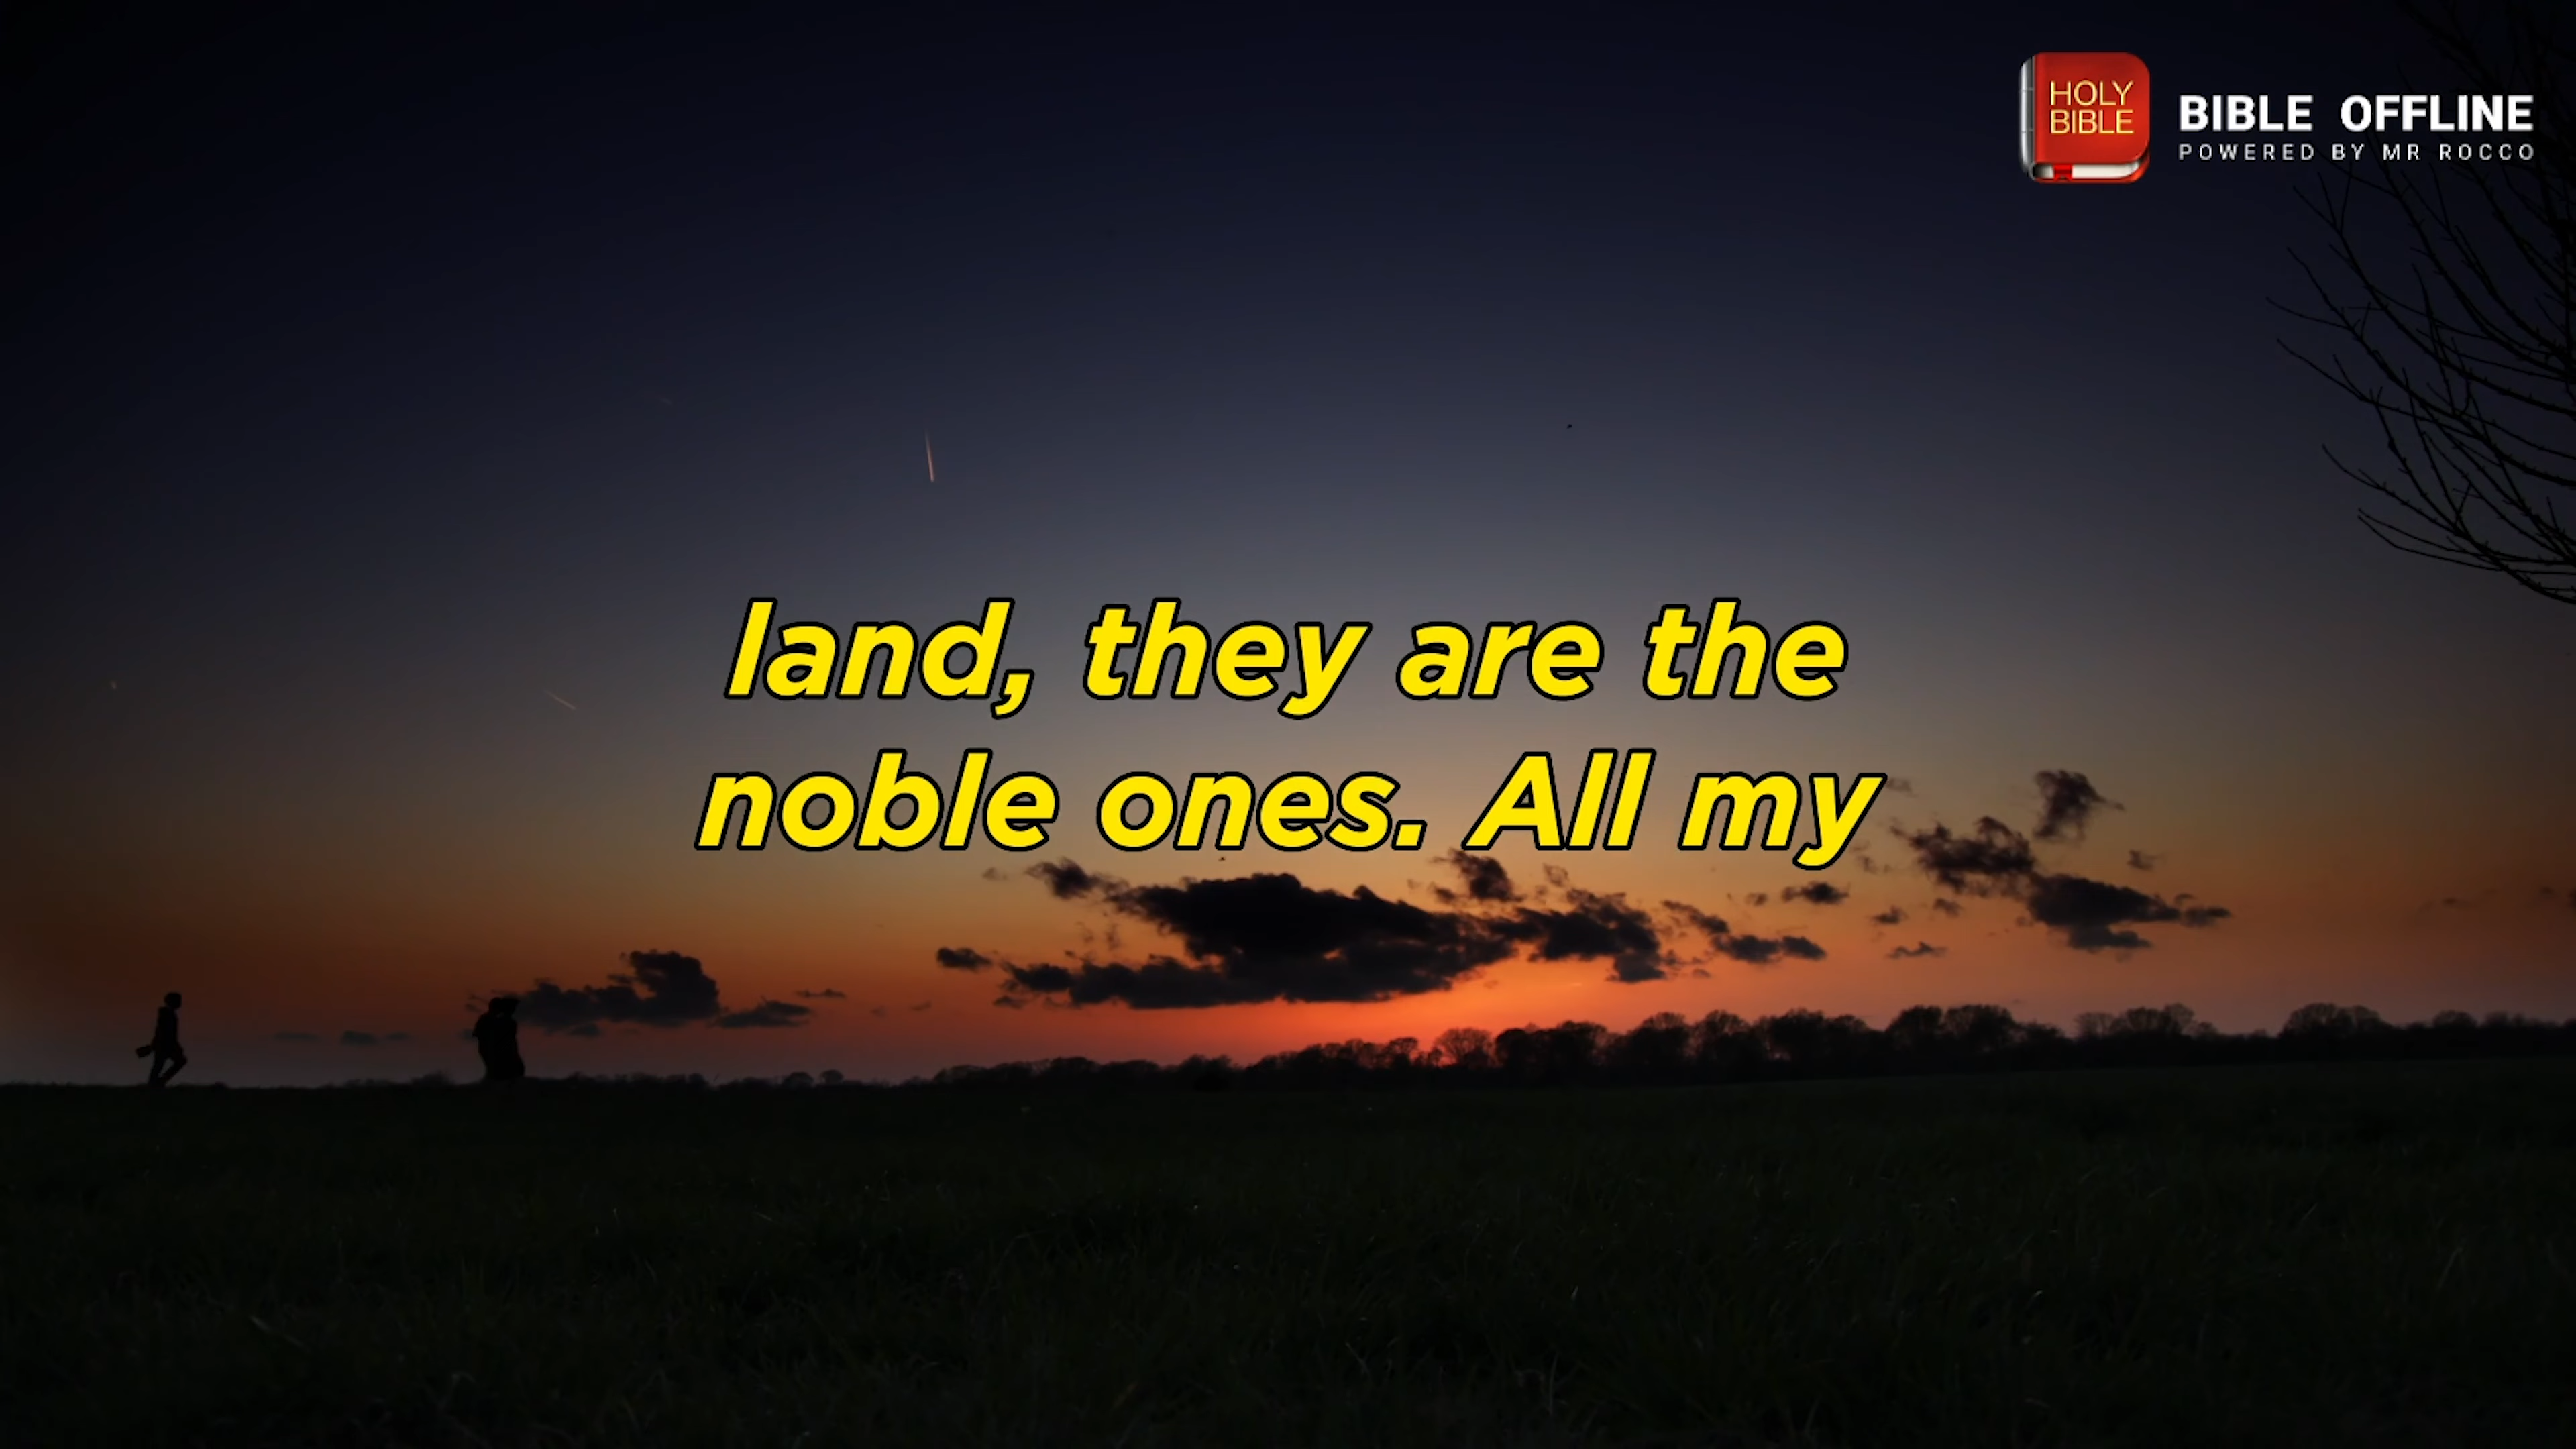 HOLY
BIBLE
BIBLE OFFLINE
POWERED BY MR ROCCO
land, they are the
noble ones. All my